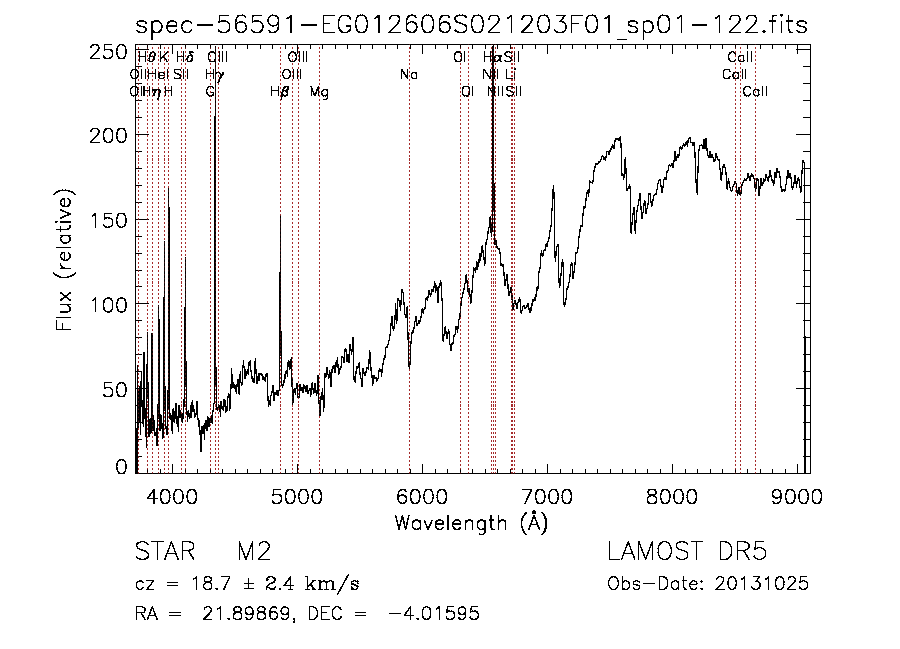 spec-56591-EG012606S021203F01_sp01-122.fits
250
200
150
100
50
0
Flux (relative)
Hθ K Hδ OIII OIII OI Hα SII CaII
OII HeI SII Hγ OIII Na NII Li CaII
OII Hη H G Hβ Mg OI NII SII CaII
4000 5000 6000 7000 8000 9000
Wavelength (Å)
STAR M2
LAMOST DR5
cz = 18.7 ± 2.4 km/s
Obs-Date: 20131025
RA = 21.89869, DEC = -4.01595